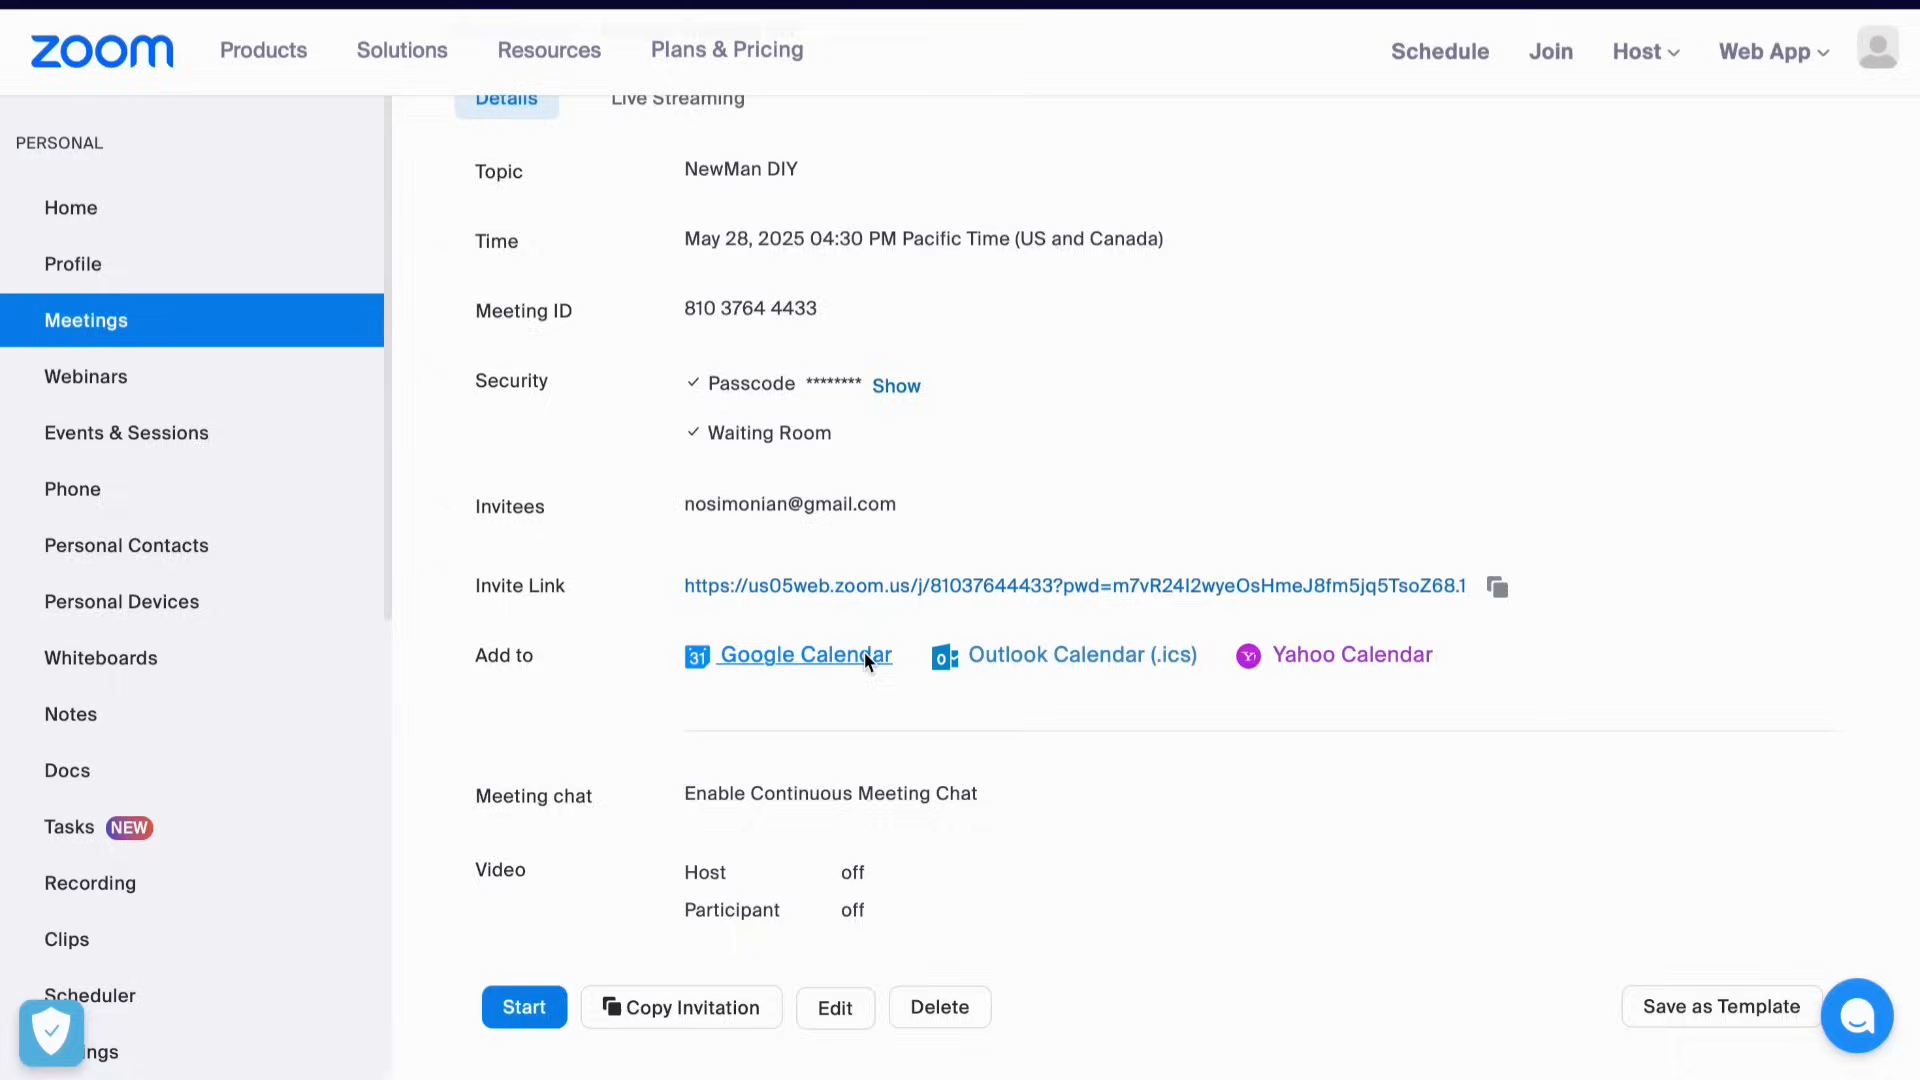 zoom Products Solutions Resources Plans & Pricing Schedule Join Host Web App
Details Live Streaming
PERSONAL
Home
Profile
Meetings
Webinars
Events & Sessions
Phone
Personal Contacts
Personal Devices
Whiteboards
Notes
Docs
Tasks NEW
Recording
Clips
Scheduler
ngs
Topic NewMan DIY
Time May 28, 2025 04:30 PM Pacific Time (US and Canada)
Meeting ID 810 3764 4433
Security Passcode ******** Show
Waiting Room
Invitees nosimonian@gmail.com
Invite Link https://us05web.zoom.us/j/81037644433?pwd=m7vR24I2wyeOsHmeJ8fm5jq5TsoZ68.1
Add to 31 Google Calendar Outlook Calendar (.ics) Yahoo Calendar
Meeting chat Enable Continuous Meeting Chat
Video Host off
Participant off
Start Copy Invitation Edit Delete Save as Template